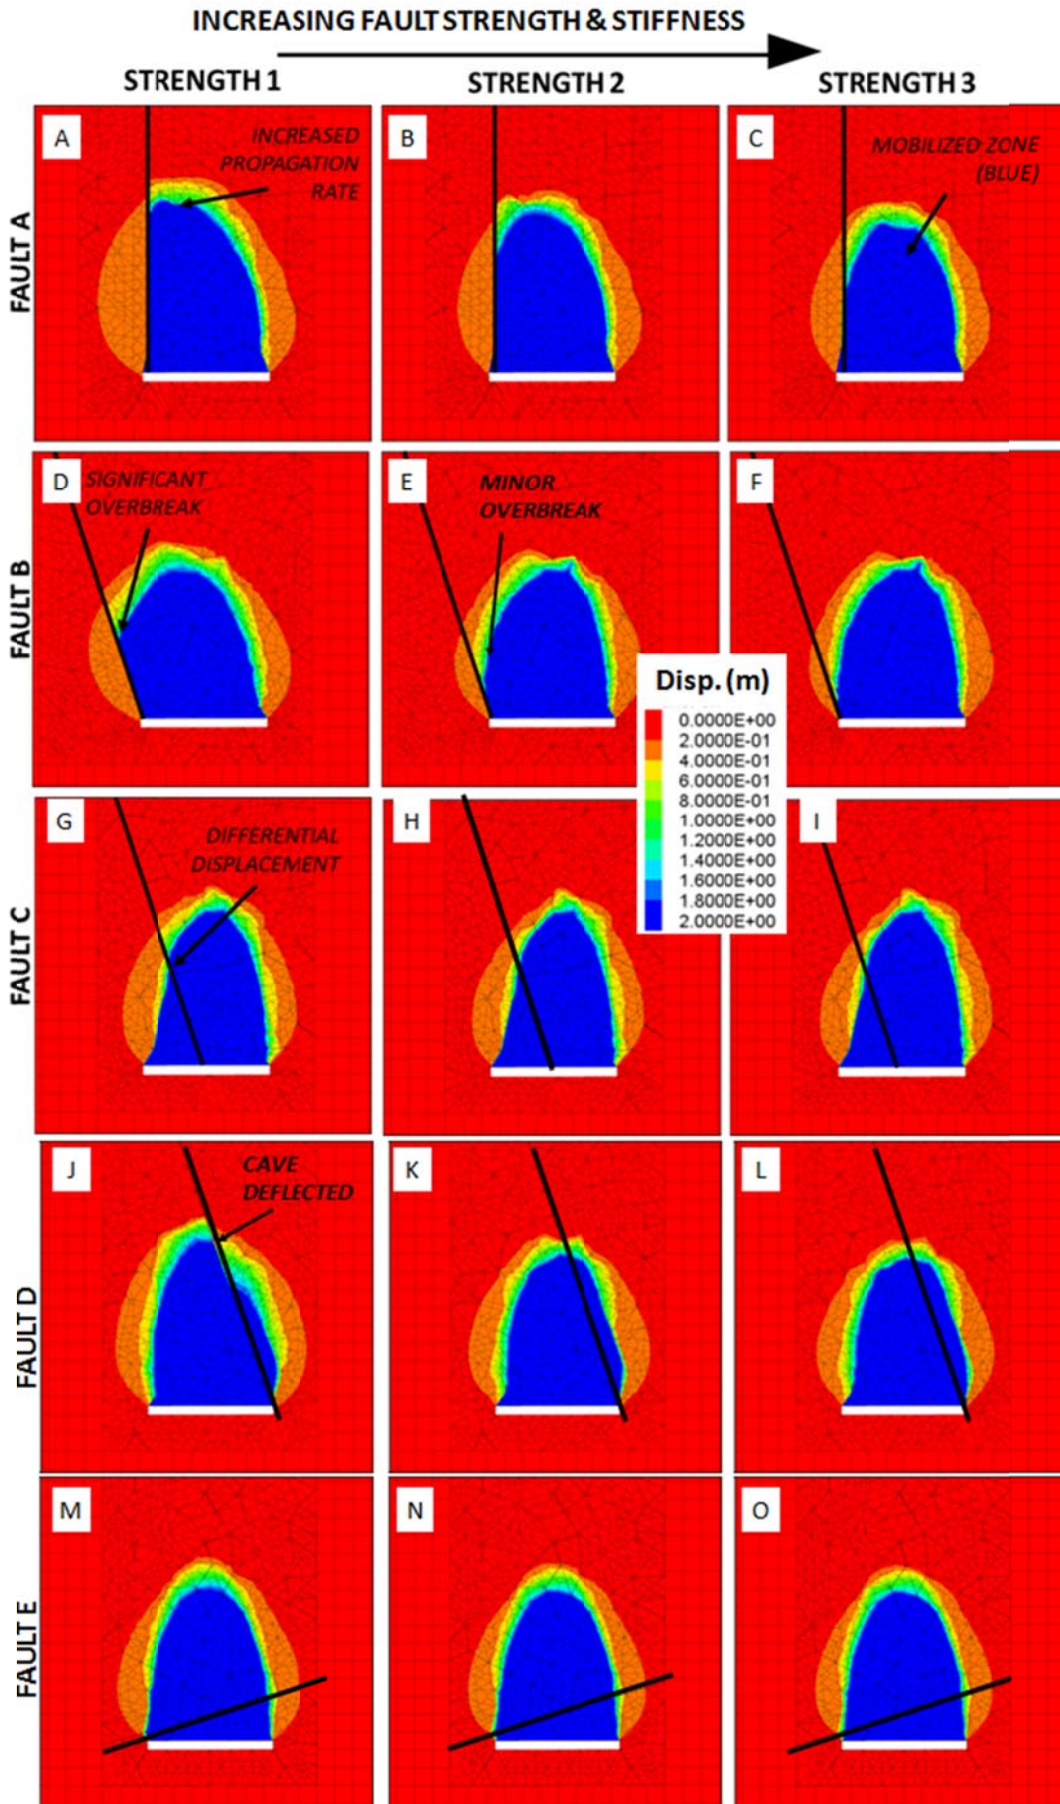 INCREASING FAULT STRENGTH & STIFFNESS
STRENGTH 1
STRENGTH 2
STRENGTH 3
FAULT A
A
INCREASED
PROPAGATION
RATE
B
C
MOBILIZED ZONE
(BLUE)
FAULT B
D
SIGNIFICANT
OVERBREAK
E
MINOR
OVERBREAK
F
Disp. (m)
0.0000E+00
2.0000E-01
4.0000E-01
6.0000E-01
8.0000E-01
1.0000E+00
1.2000E+00
1.4000E+00
1.6000E+00
1.8000E+00
2.0000E+00
FAULT C
G
DIFFERENTIAL
DISPLACEMENT
H
I
FAULT D
J
CAVE
DEFLECTED
K
L
FAULT E
M
N
O